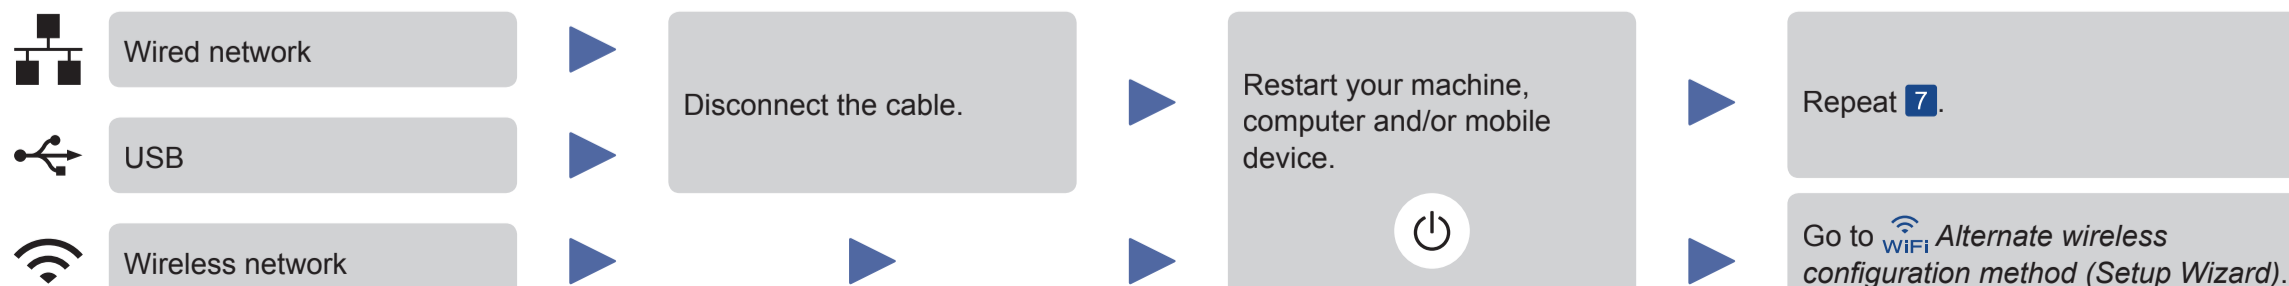 Wired network
USB
Wireless network
Disconnect the cable.
Restart your machine,
computer and/or mobile
device.
Repeat 7.
Go to WiFi Alternate wireless
configuration method (Setup Wizard).